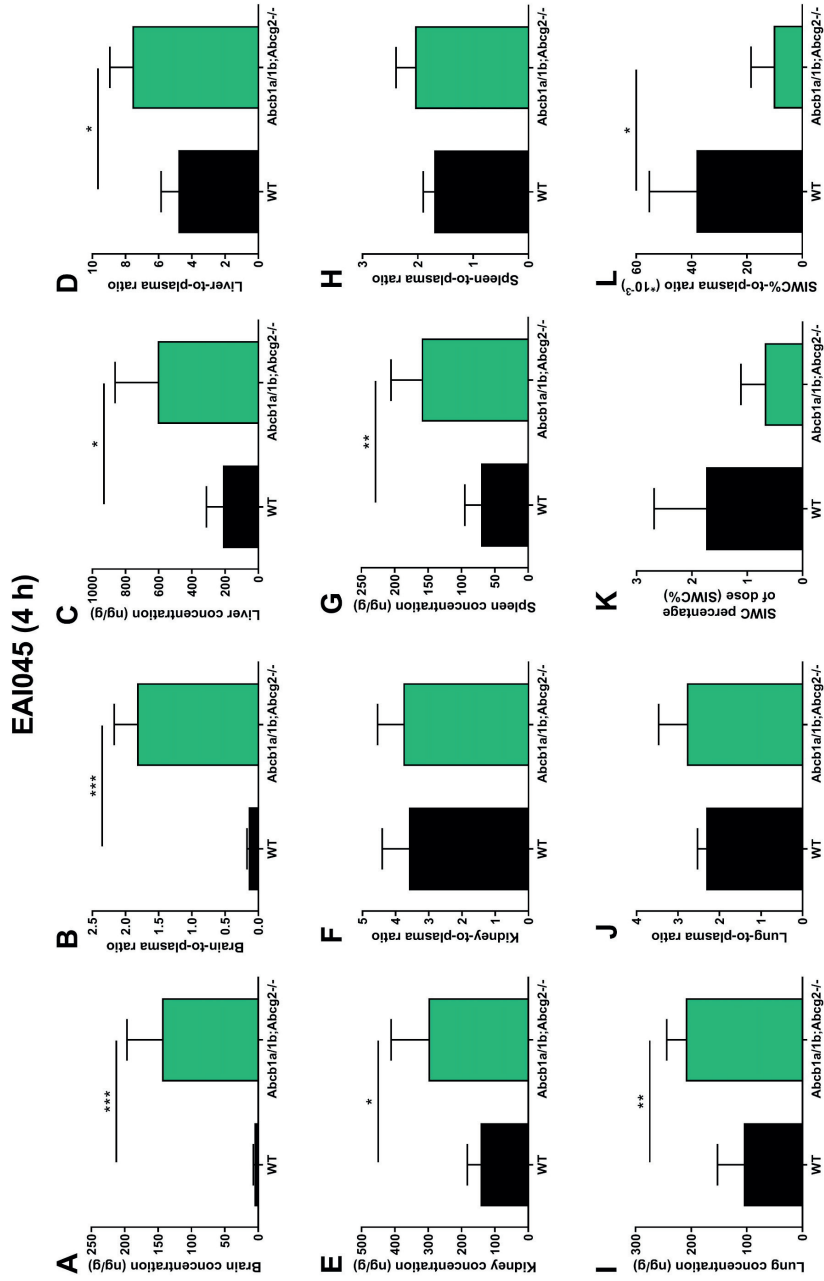 EAI045 (4 h)
A
Brain concentration (ng/g)
250
200
150
100
50
0
***
WT
Abcb1a/1b;Abcg2-/-
B
Brain-to-plasma ratio
2.5
2.0
1.5
1.0
0.5
0.0
***
WT
Abcb1a/1b;Abcg2-/-
C
Liver concentration (ng/g)
1000
800
600
400
200
0
*
WT
Abcb1a/1b;Abcg2-/-
D
Liver-to-plasma ratio
10
8
6
4
2
0
*
WT
Abcb1a/1b;Abcg2-/-
E
Kidney concentration (ng/g)
500
400
300
200
100
0
*
WT
Abcb1a/1b;Abcg2-/-
F
Kidney-to-plasma ratio
5
4
3
2
1
0
WT
Abcb1a/1b;Abcg2-/-
G
Spleen concentration (ng/g)
250
200
150
100
50
0
**
WT
Abcb1a/1b;Abcg2-/-
H
Spleen-to-plasma ratio
3
2
1
0
WT
Abcb1a/1b;Abcg2-/-
I
Lung concentration (ng/g)
300
200
100
0
**
WT
Abcb1a/1b;Abcg2-/-
J
Lung-to-plasma ratio
4
3
2
1
0
WT
Abcb1a/1b;Abcg2-/-
K
SIWC percentage
of dose (SIWC%)
3
2
1
0
WT
Abcb1a/1b;Abcg2-/-
L
SIWC%-to-plasma ratio (*10-3)
60
40
20
0
*
WT
Abcb1a/1b;Abcg2-/-